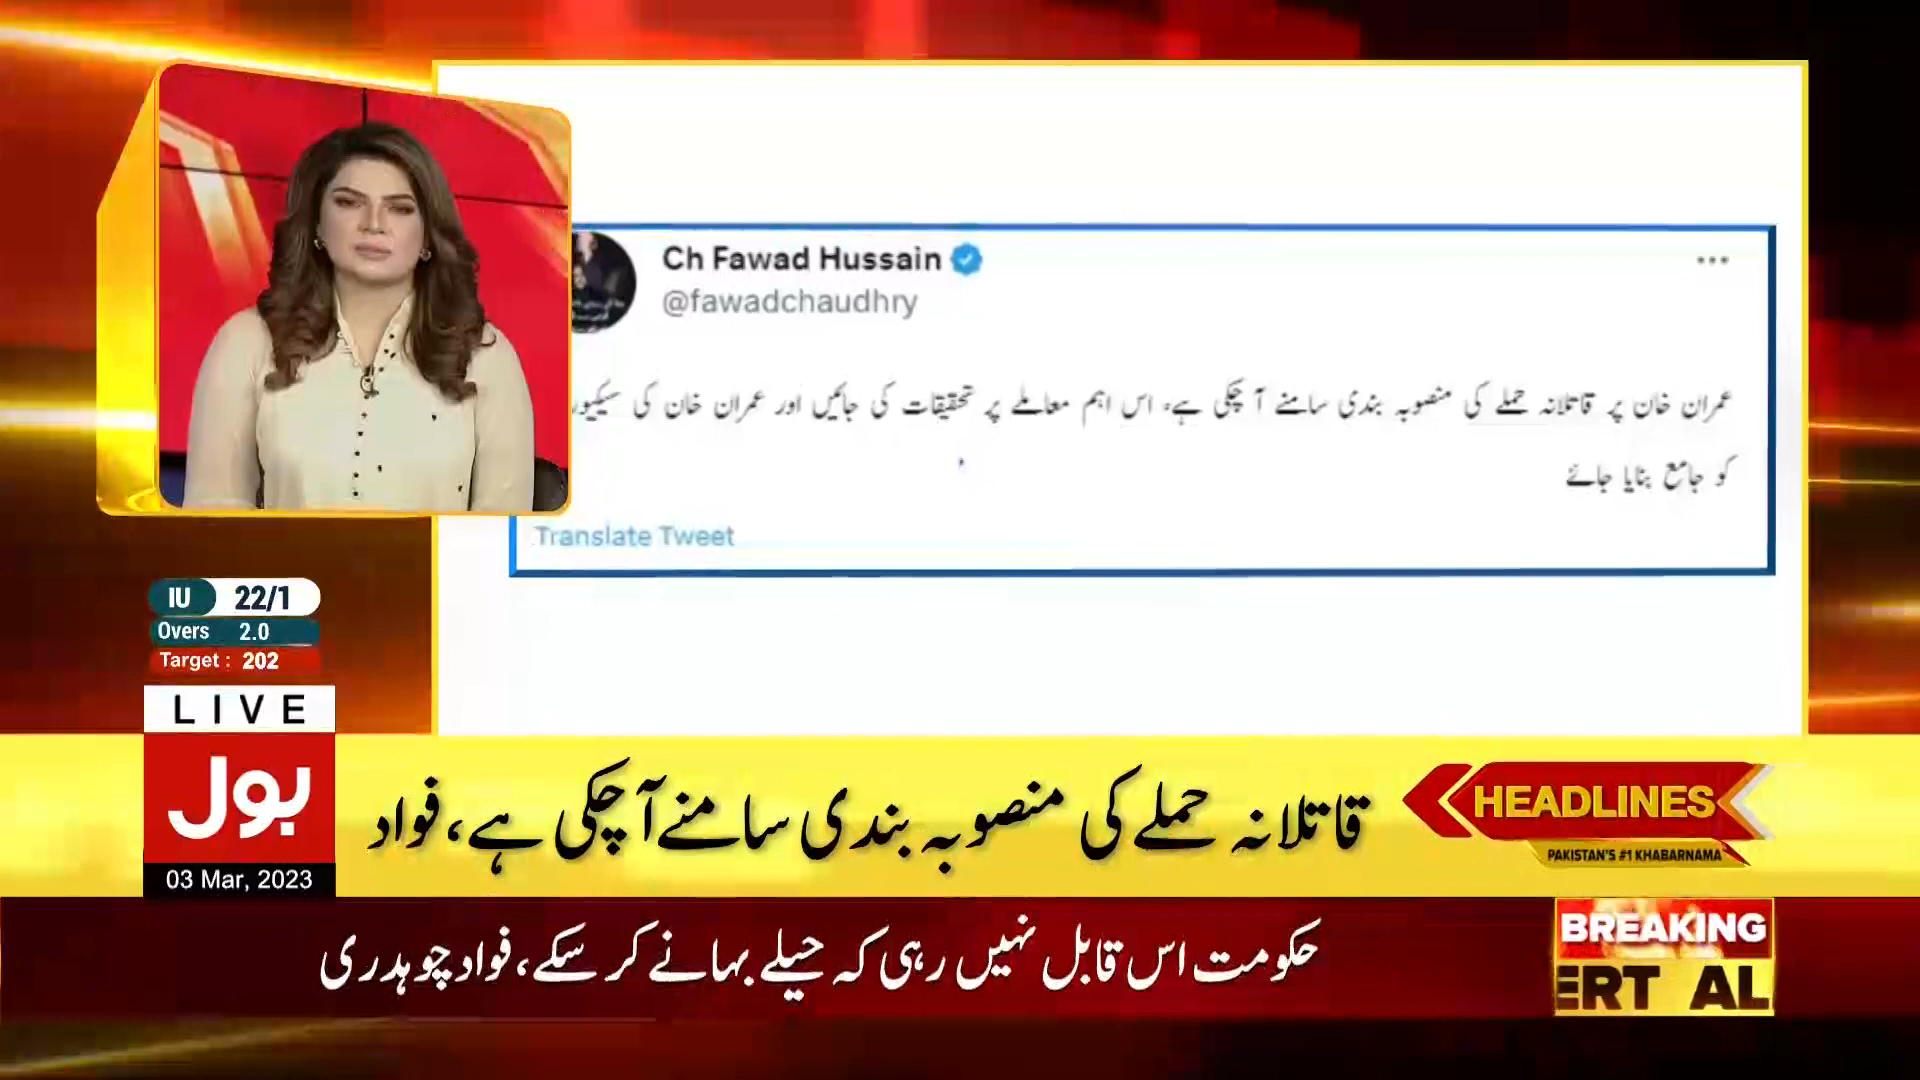 Ch Fawad Hussain
@fawadchaudhry
عمران خان پر قاتلانہ حملے کی منصوبہ بندی سامنے آ چکی ہے، اس اہم معاملے پر تحقیقات کی جائیں اور عمران خان کی
کو جامع بنایا جائے
Translate Tweet
IU 22/1
Overs 2.0
Target : 202
LIVE
بول
03 Mar, 2023
قاتلانہ حملے کی منصوبہ بندی سامنے آ چکی ہے، فواد
HEADLINES
PAKISTAN'S #1 KHABARNAMA
حکومت اس قابل نہیں رہی کہ حیلے بہانے کر سکے، فواد چوہدری
BREAKING
ERT AL